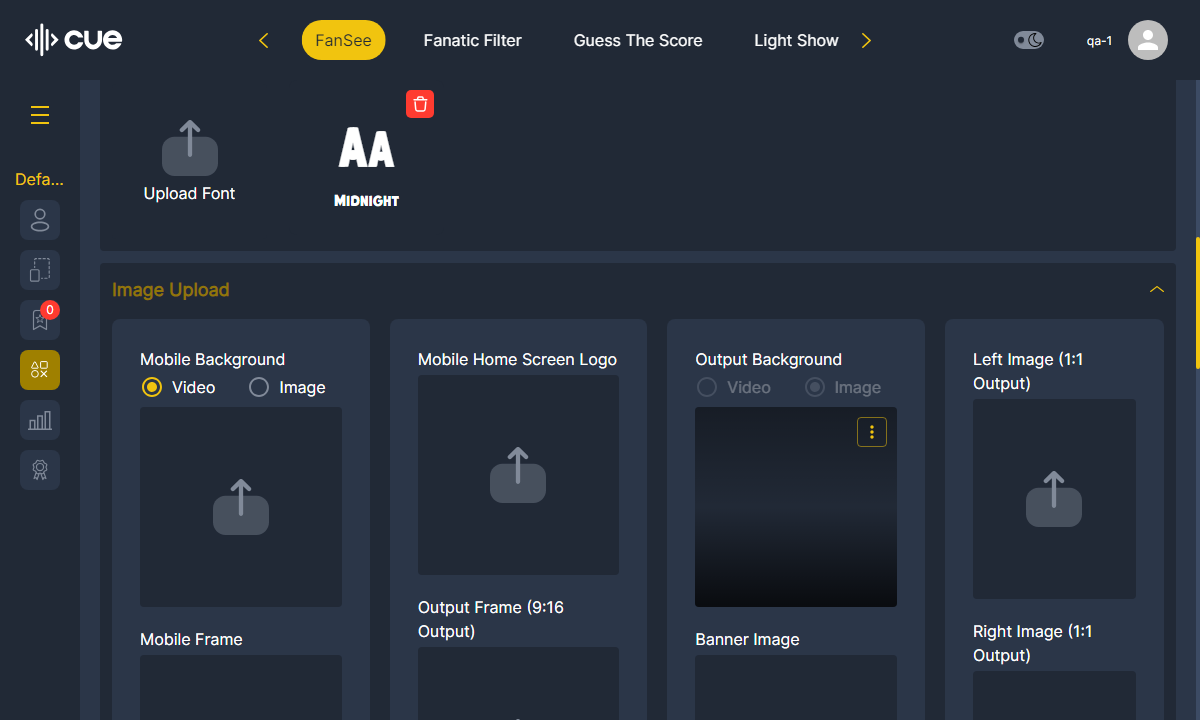 cue
FanSee
Fanatic Filter
Guess The Score
Light Show
qa-1
Defa...
0
Upload Font
AA
MIDNIGHT
Image Upload
Mobile Background
Video
Image
Mobile Home Screen Logo
Output Background
Video
Image
Left Image (1:1
Output)
Mobile Frame
Output Frame (9:16
Output)
Banner Image
Right Image (1:1
Output)